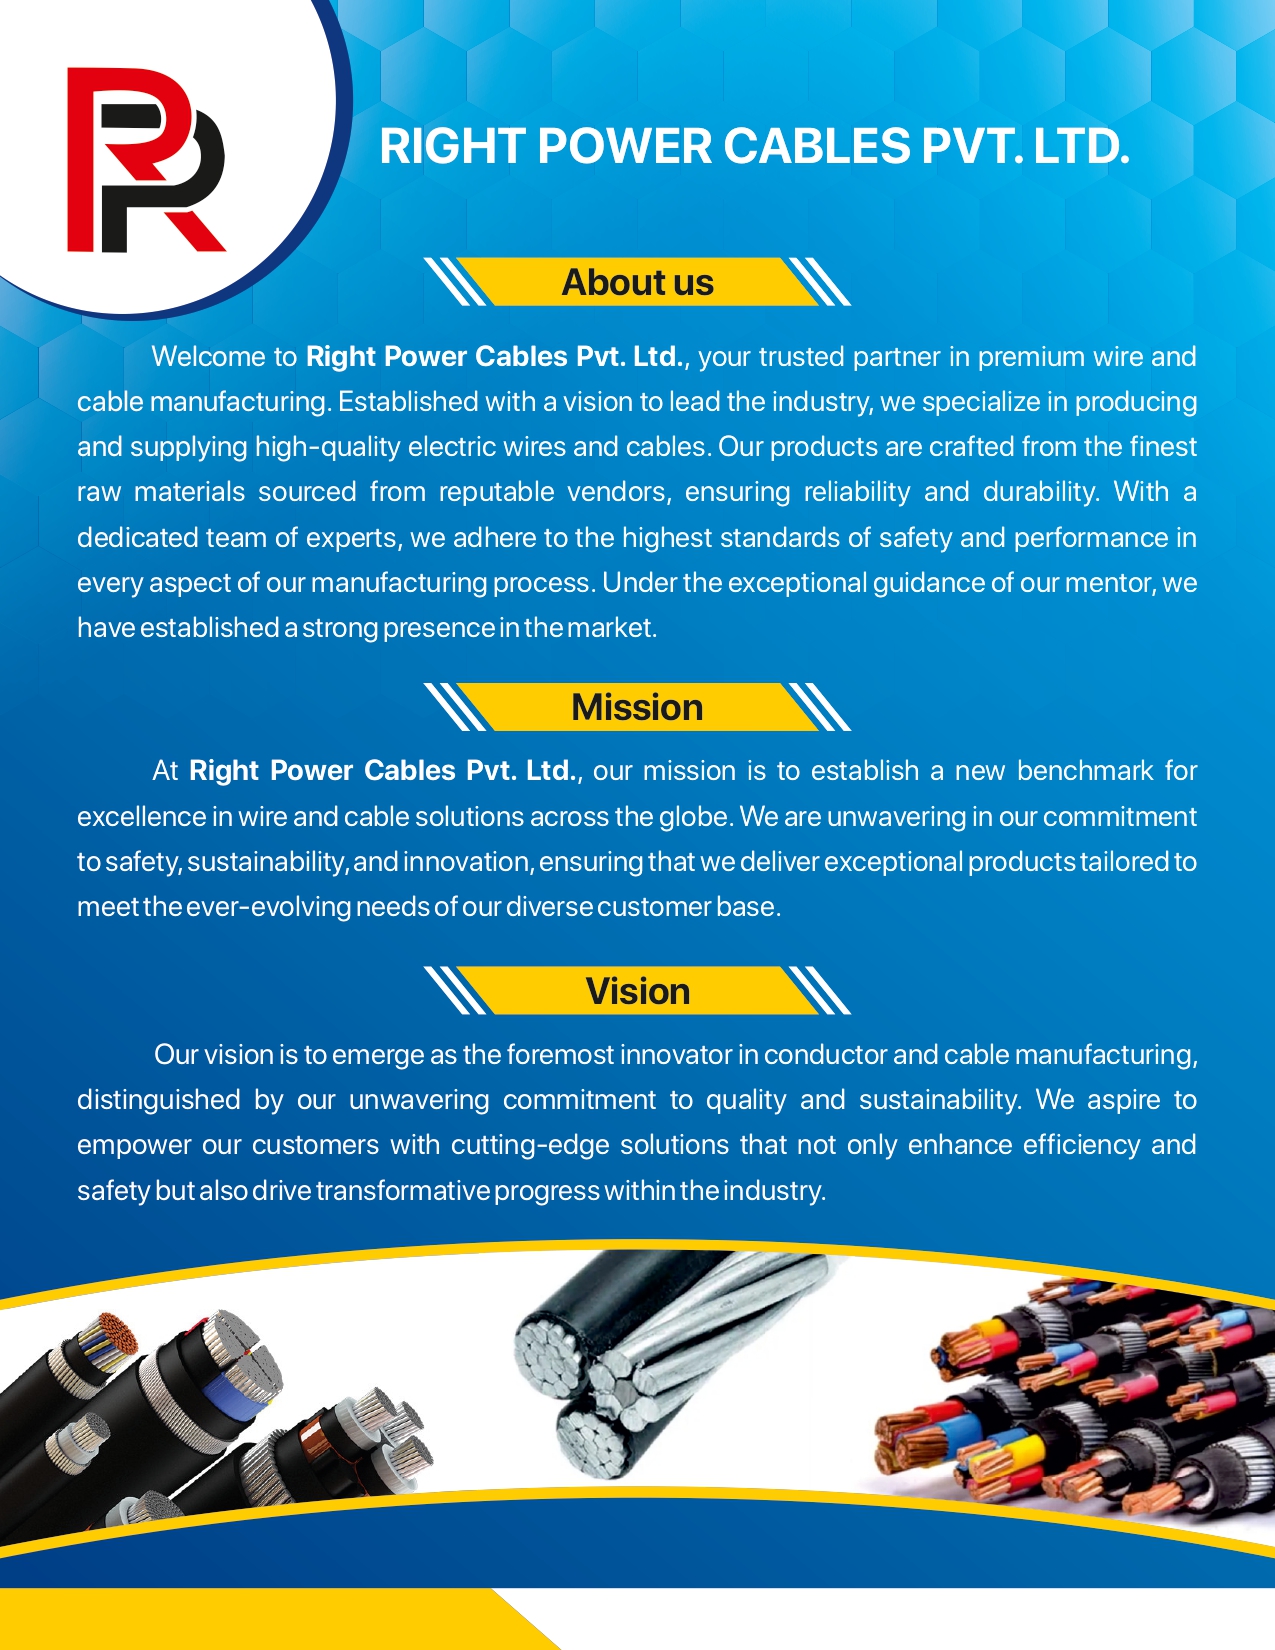 RIGHT POWER CABLES PVT. LTD.
About us
Welcome to Right Power Cables Pvt. Ltd., your trusted partner in premium wire and
cable manufacturing. Established with a vision to lead the industry, we specialize in producing
and supplying high-quality electric wires and cables. Our products are crafted from the finest
raw materials sourced from reputable vendors, ensuring reliability and durability. With a
dedicated team of experts, we adhere to the highest standards of safety and performance in
every aspect of our manufacturing process. Under the exceptional guidance of our mentor, we
have established a strong presence in the market.
Mission
At Right Power Cables Pvt. Ltd., our mission is to establish a new benchmark for
excellence in wire and cable solutions across the globe. We are unwavering in our commitment
to safety, sustainability, and innovation, ensuring that we deliver exceptional products tailored to
meet the ever-evolving needs of our diverse customer base.
Vision
Our vision is to emerge as the foremost innovator in conductor and cable manufacturing,
distinguished by our unwavering commitment to quality and sustainability. We aspire to
empower our customers with cutting-edge solutions that not only enhance efficiency and
safety but also drive transformative progress within the industry.